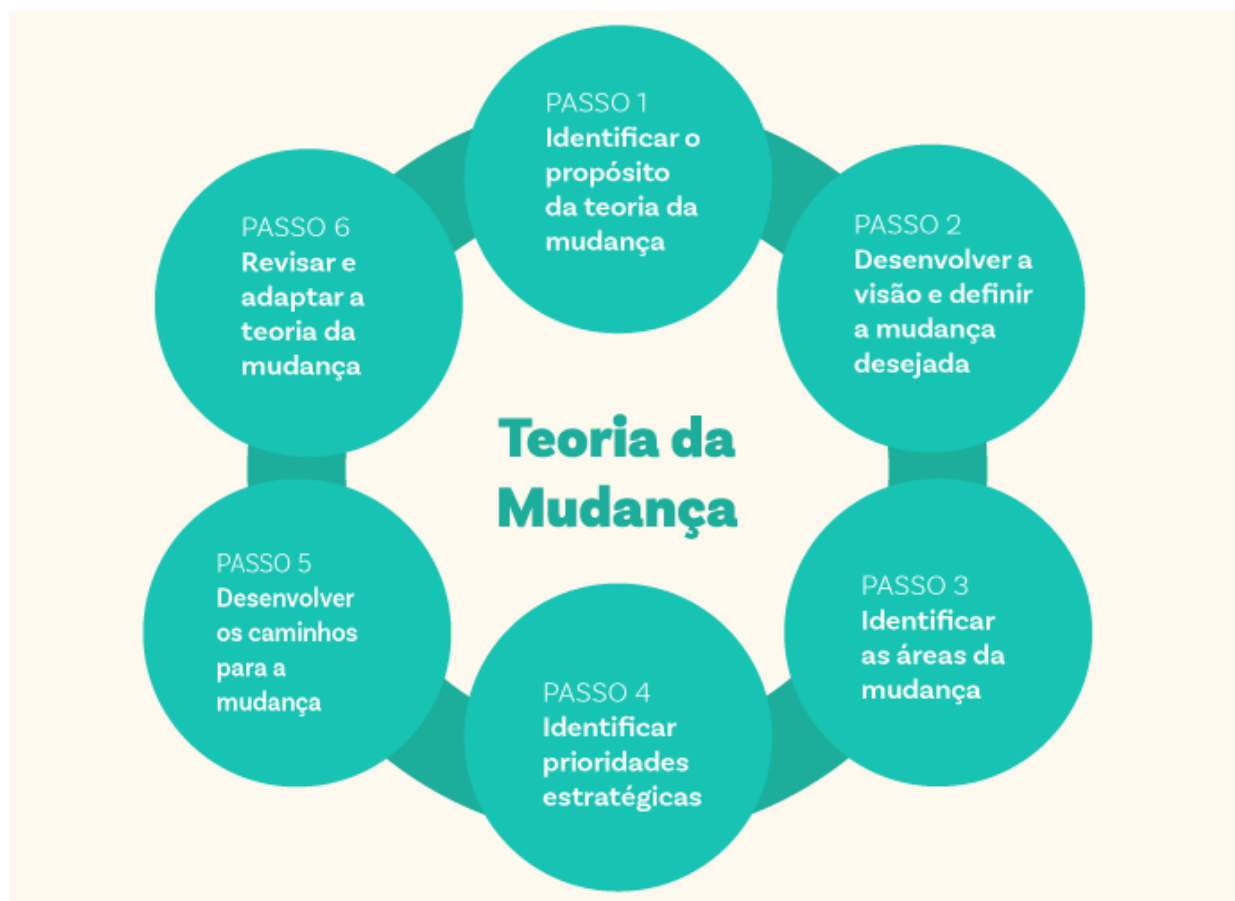 PASSO 1
Identificar o
propósito
da teoria da
mudança
PASSO 2
Desenvolver a
visão e definir
a mudança
desejada
PASSO 3
Identificar
as áreas da
mudança
PASSO 4
Identificar
prioridades
estratégicas
PASSO 5
Desenvolver
os caminhos
para a
mudança
PASSO 6
Revisar e
adaptar a
teoria da
mudança
Teoria da
Mudança